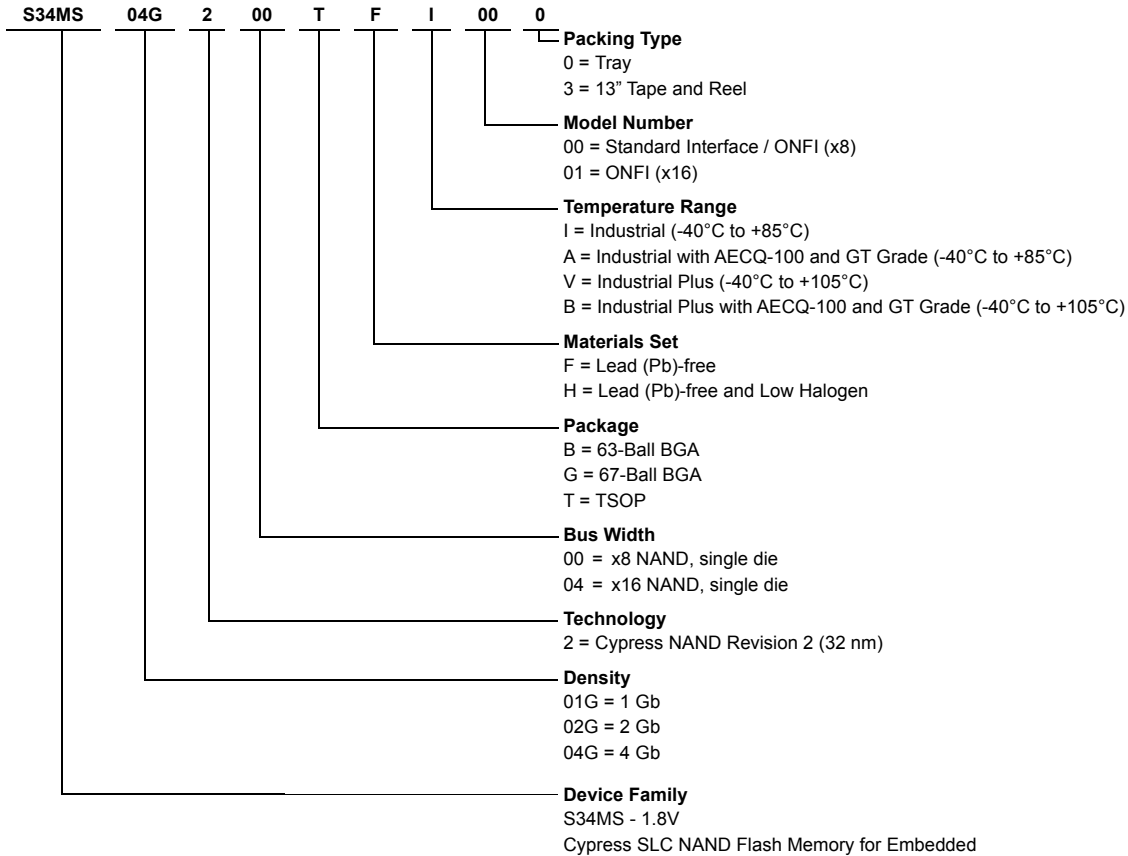 S34MS 04G 2 00 T F I 00 0
Packing Type
0 = Tray
3 = 13” Tape and Reel
Model Number
00 = Standard Interface / ONFI (x8)
01 = ONFI (x16)
Temperature Range
I = Industrial (-40°C to +85°C)
A = Industrial with AECQ-100 and GT Grade (-40°C to +85°C)
V = Industrial Plus (-40°C to +105°C)
B = Industrial Plus with AECQ-100 and GT Grade (-40°C to +105°C)
Materials Set
F = Lead (Pb)-free
H = Lead (Pb)-free and Low Halogen
Package
B = 63-Ball BGA
G = 67-Ball BGA
T = TSOP
Bus Width
00 = x8 NAND, single die
04 = x16 NAND, single die
Technology
2 = Cypress NAND Revision 2 (32 nm)
Density
01G = 1 Gb
02G = 2 Gb
04G = 4 Gb
Device Family
S34MS - 1.8V
Cypress SLC NAND Flash Memory for Embedded